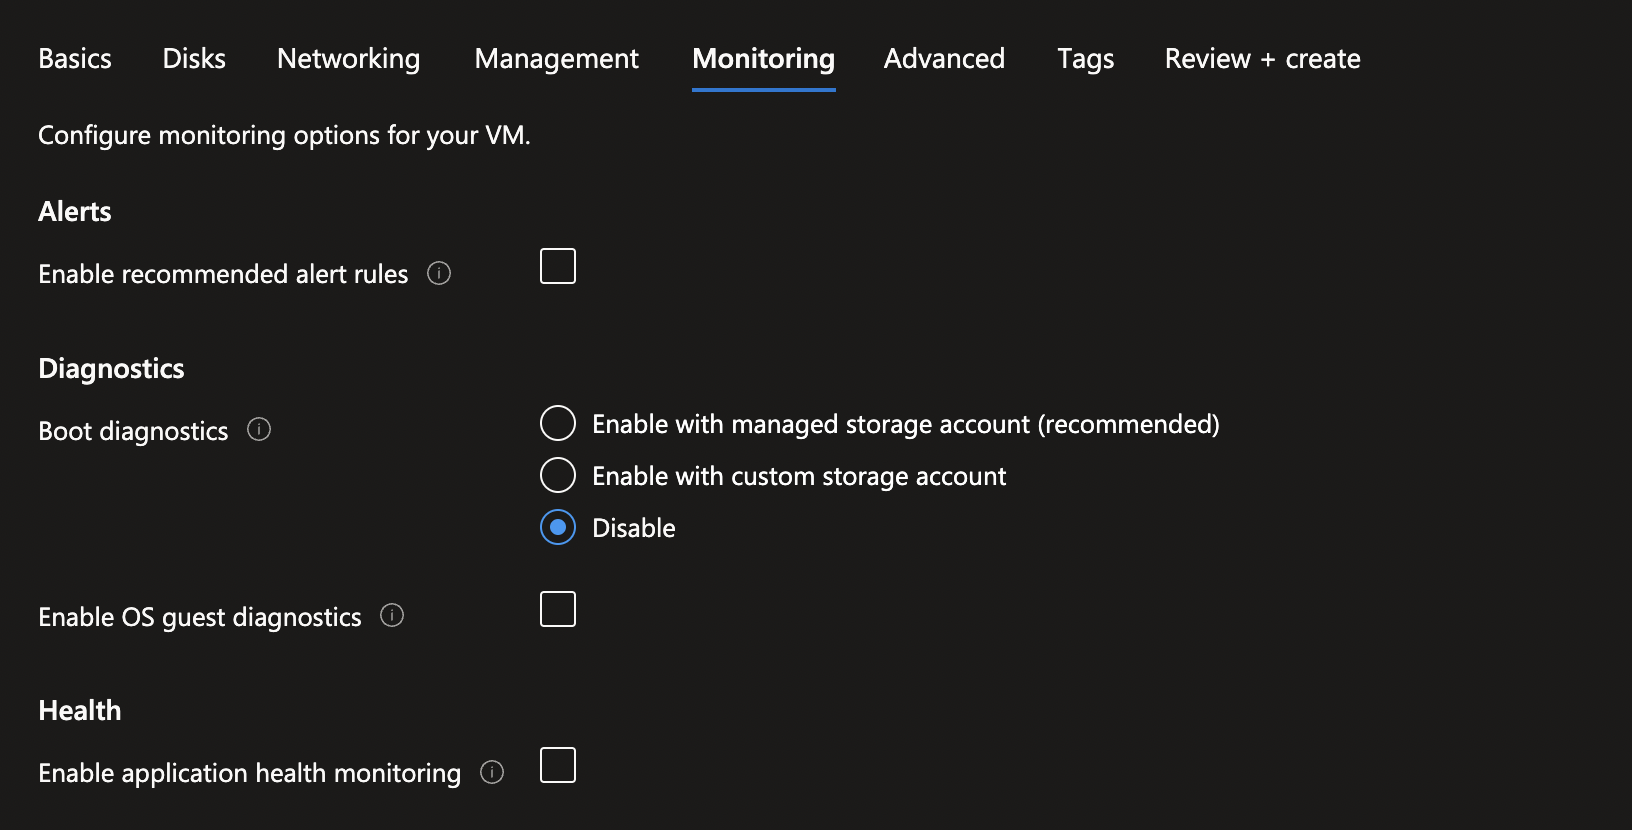 Basics Disks Networking Management Monitoring Advanced Tags Review + create
Configure monitoring options for your VM.
Alerts
Enable recommended alert rules
Diagnostics
Boot diagnostics
Enable with managed storage account (recommended)
Enable with custom storage account
Disable
Enable OS guest diagnostics
Health
Enable application health monitoring